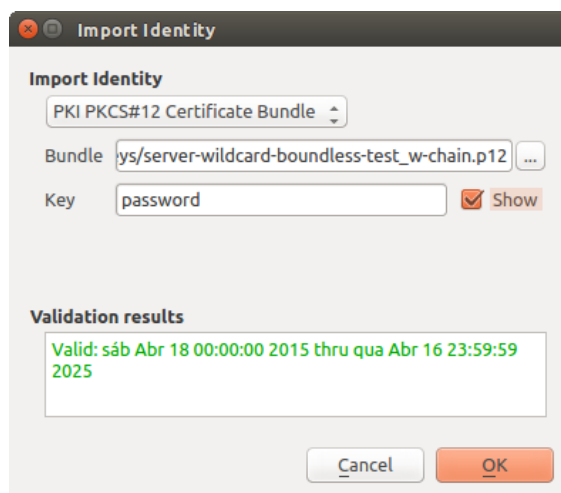 Import Identity
Import Identity
PKI PKCS#12 Certificate Bundle
Bundle ys/server-wildcard-boundless-test_w-chain.p12 ...
Key password Show
Validation results
Valid: sáb Abr 18 00:00:00 2015 thru qua Abr 16 23:59:59
2025
Cancel OK